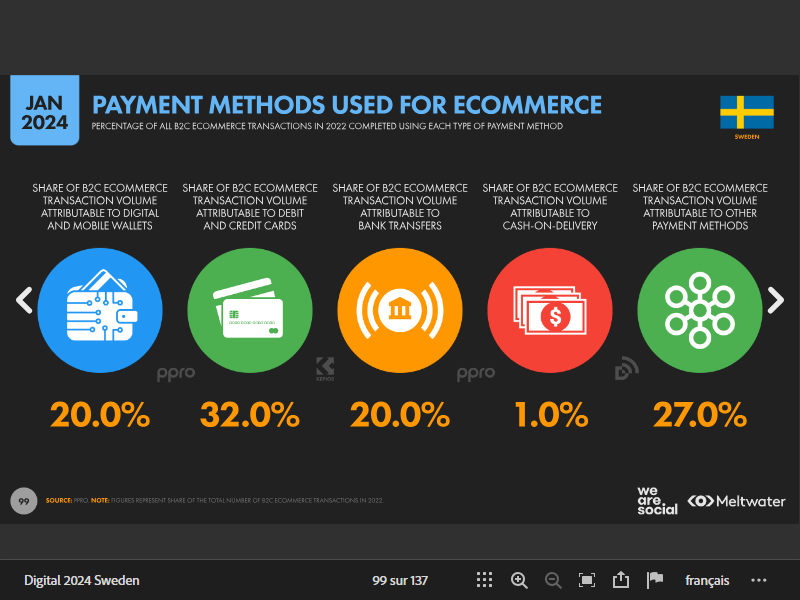 JAN
2024
PAYMENT METHODS USED FOR ECOMMERCE
PERCENTAGE OF ALL B2C ECOMMERCE TRANSACTIONS IN 2022 COMPLETED USING EACH TYPE OF PAYMENT METHOD
SWEDEN
SHARE OF B2C ECOMMERCE
TRANSACTION VOLUME
ATTRIBUTABLE TO DIGITAL
AND MOBILE WALLETS
SHARE OF B2C ECOMMERCE
TRANSACTION VOLUME
ATTRIBUTABLE TO DEBIT
AND CREDIT CARDS
SHARE OF B2C ECOMMERCE
TRANSACTION VOLUME
ATTRIBUTABLE TO
BANK TRANSFERS
SHARE OF B2C ECOMMERCE
TRANSACTION VOLUME
ATTRIBUTABLE TO
CASH-ON-DELIVERY
SHARE OF B2C ECOMMERCE
TRANSACTION VOLUME
ATTRIBUTABLE TO OTHER
PAYMENT METHODS
$
ppro
KEPIOS
ppro
20.0%
32.0%
20.0%
1.0%
27.0%
99
SOURCE: PPRO. NOTE: FIGURES REPRESENT SHARE OF THE TOTAL NUMBER OF B2C ECOMMERCE TRANSACTIONS IN 2022.
we
are
social
Meltwater
Digital 2024 Sweden
99 sur 137
français